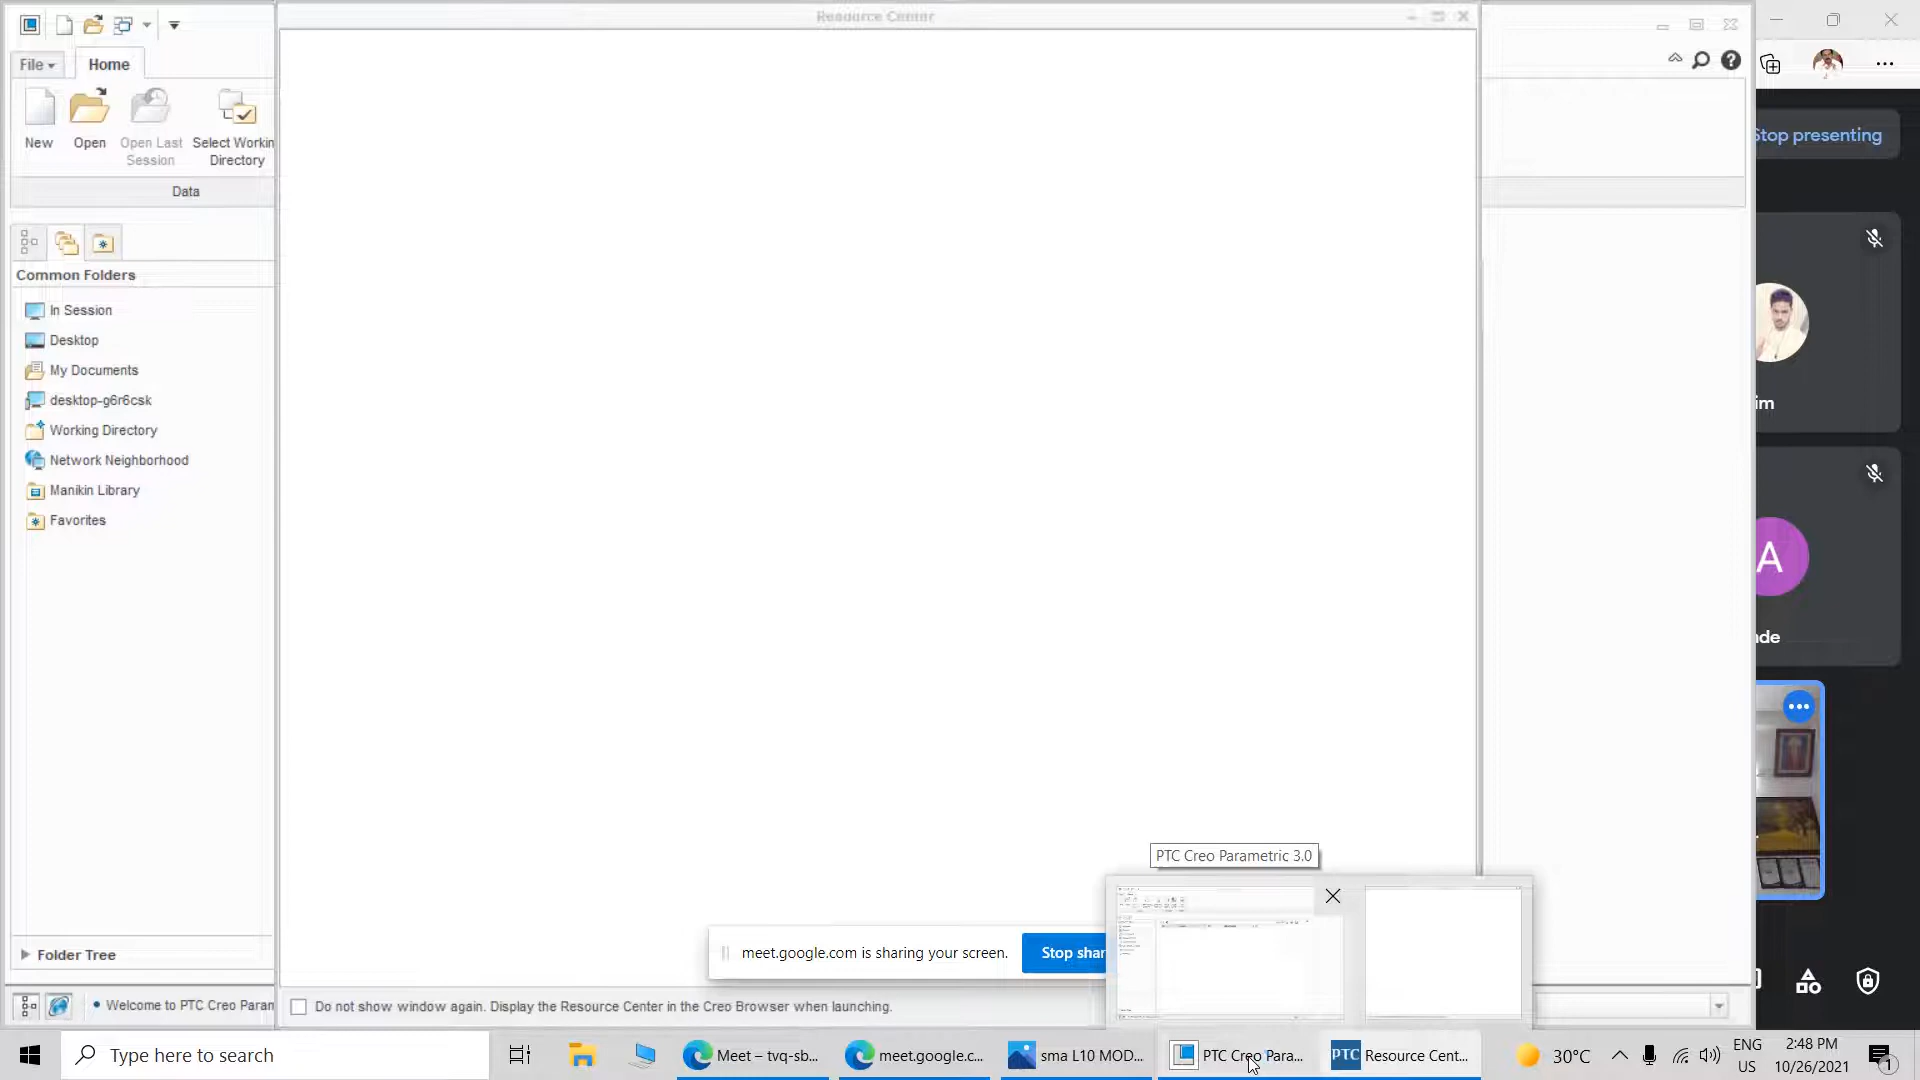 Resource Center
File
Home
New
Open
Open Last
Session
Select Workin
Directory
Data
Common Folders
In Session
Desktop
My Documents
desktop-g6r6csk
Working Directory
Network Neighborhood
Manikin Library
Favorites
Folder Tree
Welcome to PTC Creo Param
Do not show window again. Display the Resource Center in the Creo Browser when launching.
meet.google.com is sharing your screen.
Stop shar
PTC Creo Parametric 3.0
Stop presenting
im
A
nde
Type here to search
Meet – tvq-sb...
meet.google.c...
sma L10 MOD...
PTC Creo Para...
PTC
Resource Cent...
30°C
ENG
US
2:48 PM
10/26/2021
1